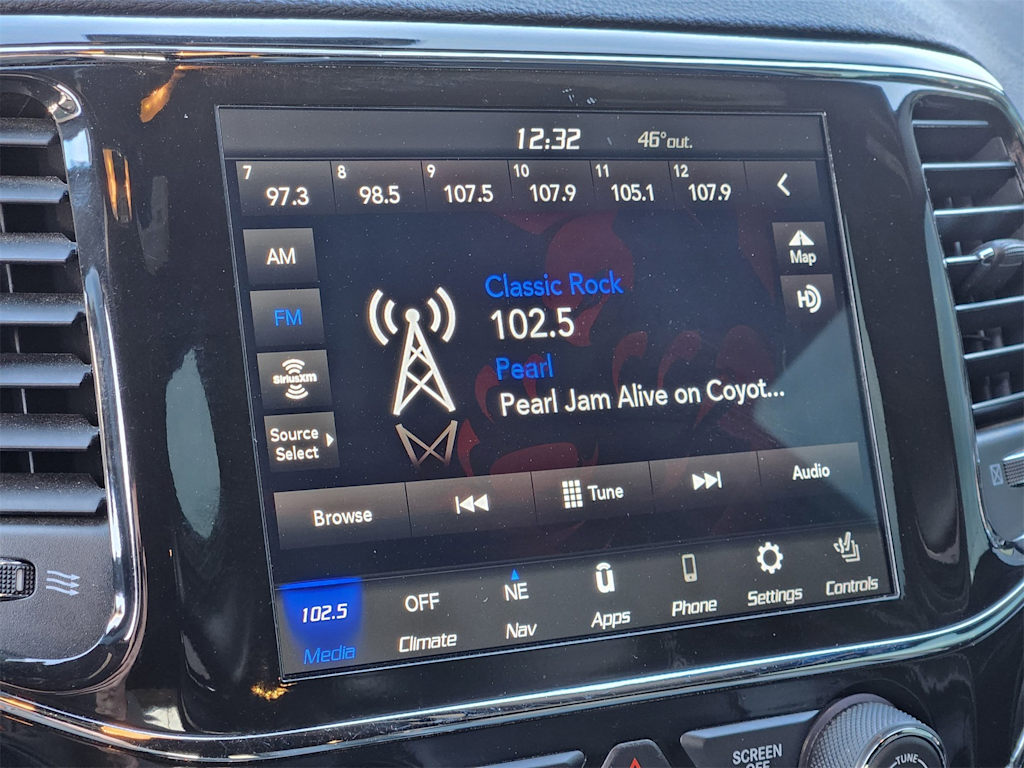 12:32 46°out.
7 97.3 8 98.5 9 107.5 10 107.9 11 105.1 12 107.9
AM
Map
Classic Rock
FM
102.5
HD
Pearl
SiriusXM
Pearl Jam Alive on Coyot...
Source
Select
Browse Tune Audio
102.5 OFF NE
Media Climate Nav Apps Phone Settings Controls
SCREEN
OFF
TUNE